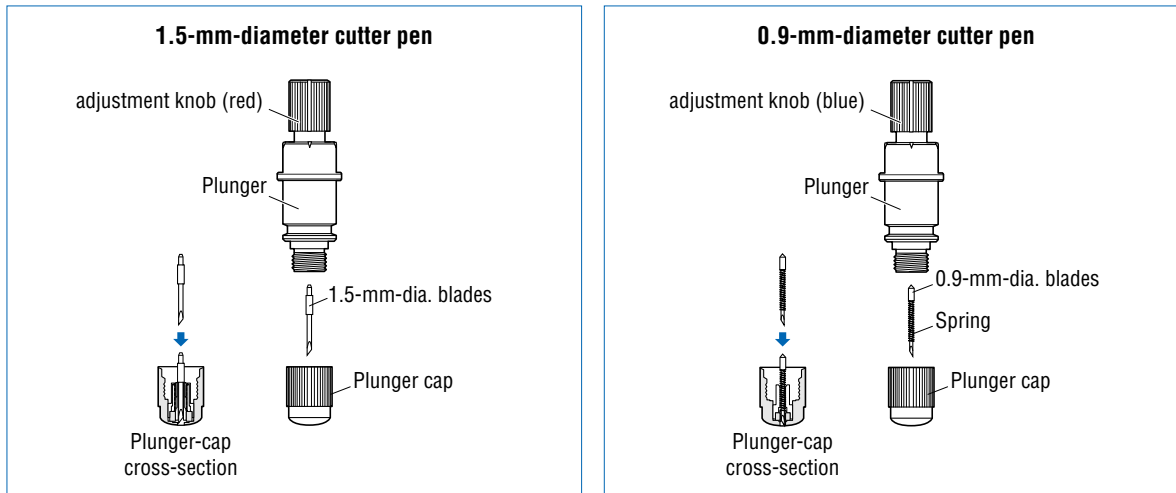 1.5-mm-diameter cutter pen
adjustment knob (red)
Plunger
1.5-mm-dia. blades
Plunger cap
Plunger-cap
cross-section
0.9-mm-diameter cutter pen
adjustment knob (blue)
Plunger
0.9-mm-dia. blades
Spring
Plunger cap
Plunger-cap
cross-section